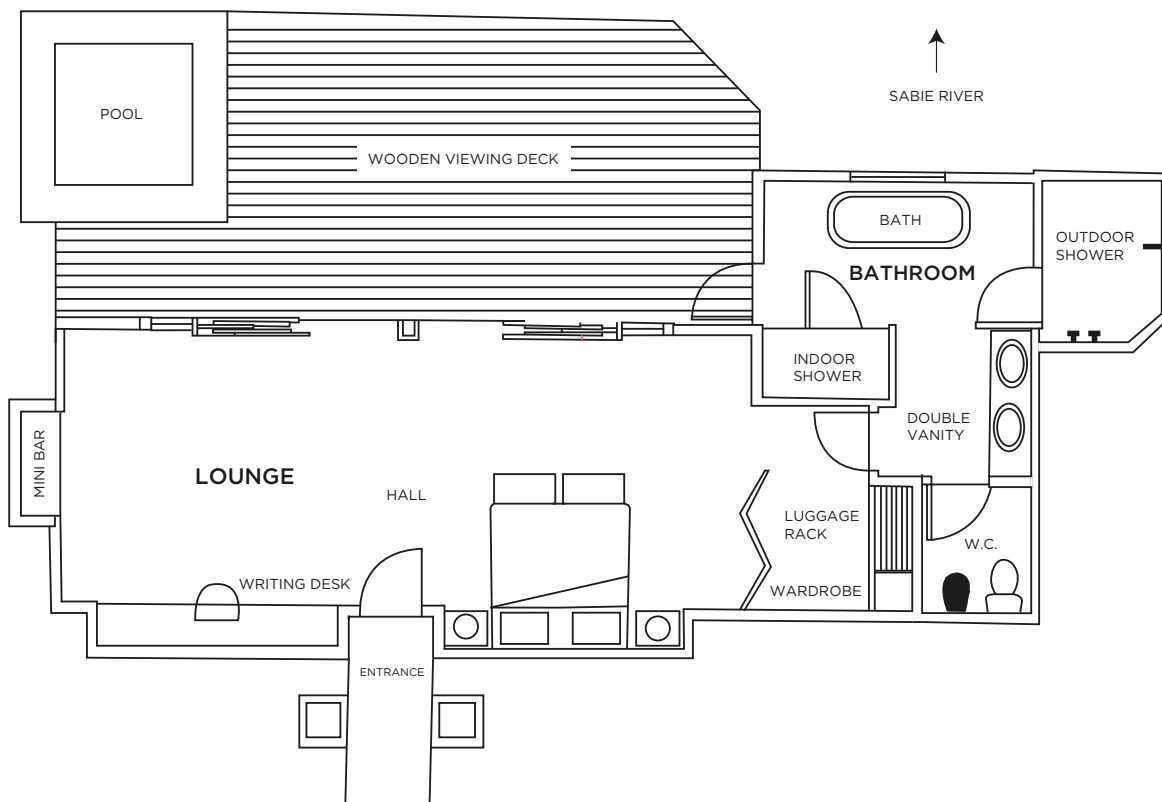 POOL
SABIE RIVER
WOODEN VIEWING DECK
BATH
OUTDOOR
SHOWER
BATHROOM
INDOOR
SHOWER
DOUBLE
VANITY
MINI BAR
LOUNGE
HALL
LUGGAGE
RACK
W.C.
WRITING DESK
WARDROBE
ENTRANCE